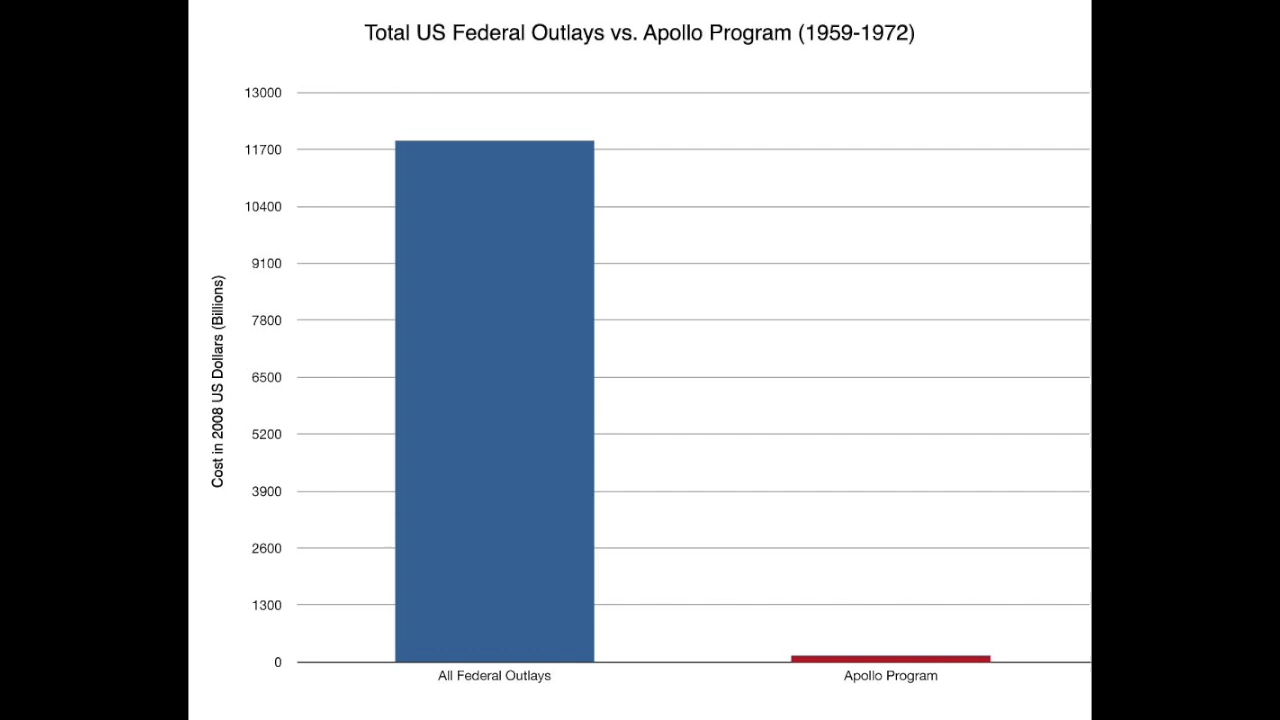 Total US Federal Outlays vs. Apollo Program (1959-1972)
13000
11700
10400
9100
7800
6500
5200
3900
2600
1300
0
Cost in 2008 US Dollars (Billions)
All Federal Outlays
Apollo Program